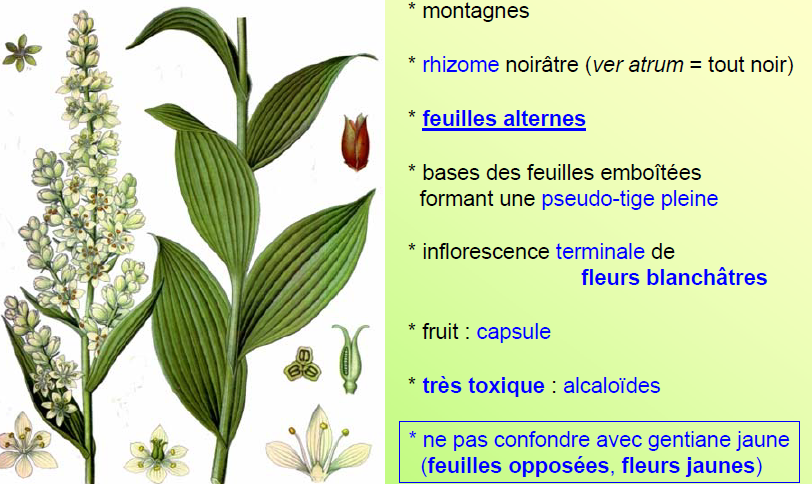 * montagnes
* rhizome noirâtre (ver atrum = tout noir)
* feuilles alternes
* bases des feuilles emboîtées
formant une pseudo-tige pleine
* inflorescence terminale de
fleurs blanchâtres
* fruit : capsule
* très toxique : alcaloïdes
* ne pas confondre avec gentiane jaune
(feuilles opposées, fleurs jaunes)